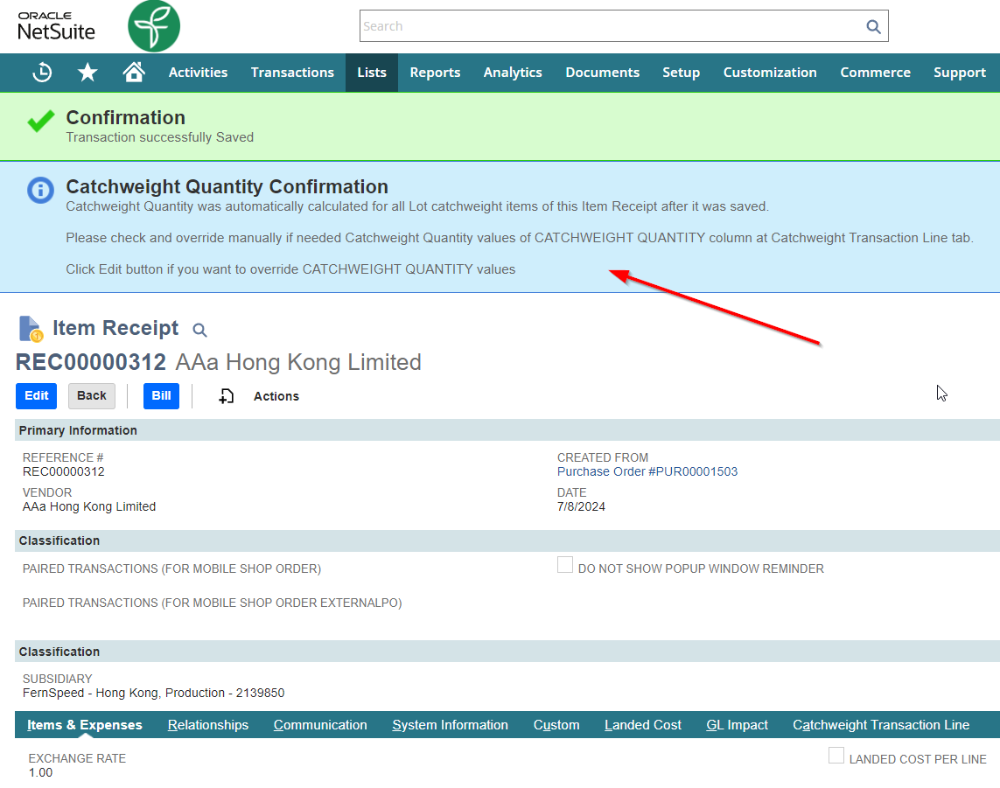 ORACLE
NetSuite
Search
Activities Transactions Lists Reports Analytics Documents Setup Customization Commerce Support
Confirmation
Transaction successfully Saved
Catchweight Quantity Confirmation
Catchweight Quantity was automatically calculated for all Lot catchweight items of this Item Receipt after it was saved.
Please check and override manually if needed Catchweight Quantity values of CATCHWEIGHT QUANTITY column at Catchweight Transaction Line tab.
Click Edit button if you want to override CATCHWEIGHT QUANTITY values
Item Receipt
REC00000312 AAa Hong Kong Limited
Edit Back Bill Actions
Primary Information
REFERENCE #
REC00000312
VENDOR
AAa Hong Kong Limited
CREATED FROM
Purchase Order #PUR00001503
DATE
7/8/2024
Classification
PAIRED TRANSACTIONS (FOR MOBILE SHOP ORDER)
PAIRED TRANSACTIONS (FOR MOBILE SHOP ORDER EXTERNALPO)
DO NOT SHOW POPUP WINDOW REMINDER
Classification
SUBSIDIARY
FernSpeed - Hong Kong, Production - 2139850
Items & Expenses Relationships Communication System Information Custom Landed Cost GL Impact Catchweight Transaction Line
EXCHANGE RATE
1.00
LANDED COST PER LINE